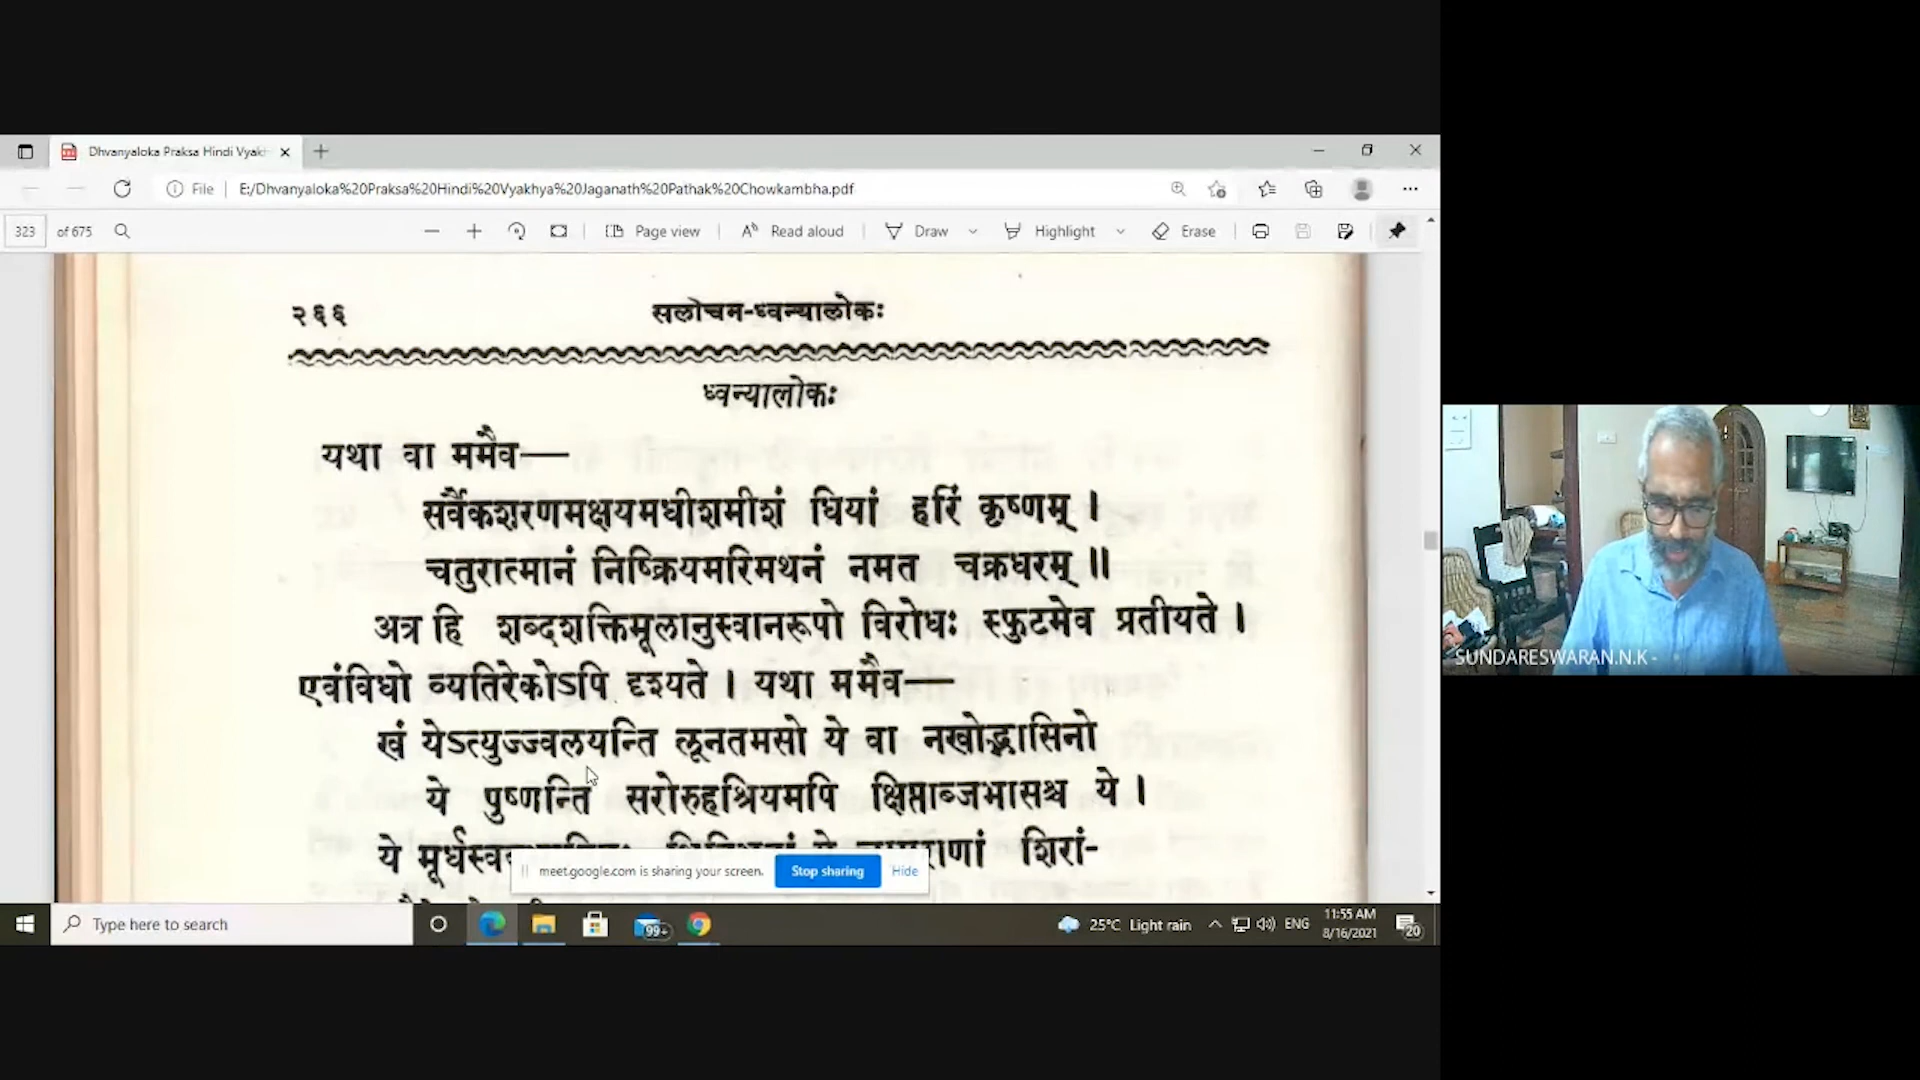 Dhvanyaloka Praksa Hindi Vyakh
File
E:/Dhvanyaloka%20Praksa%20Hindi%20Vyakhya%20Jaganath%20Pathak%20Chowkambha.pdf
323 of 675
Page view
Read aloud
Draw
Highlight
Erase
२६६ सलोचम-ध्वन्यालोकः
ध्वन्यालोकः
यथा वा ममैव—
सर्वैकशरणमक्षयमधीशमीशं धियां हरिं कृष्णम् ।
चतुरात्मानं निष्क्रियमरिमथनं नमत चक्रधरम् ॥
अत्र हि शब्दशक्तिमूलानुस्वानरूपो विरोधः स्फुटमेव प्रतीयते ।
एवंविधो व्यतिरेकोऽपि दृश्यते । यथा ममैव—
खं येऽत्युज्ज्वलयन्ति लूनतमसो ये वा नखोद्भासिनो
ये पुष्णन्ति सरोरुहश्रियमपि क्षिप्ताब्जभासश्च ये ।
ये शिरां-
meet.google.com is sharing your screen. Stop sharing Hide
Type here to search
99+
25°C Light rain
ENG
11:55 AM
8/16/2021
20
SUNDARESWARAN.N.K -